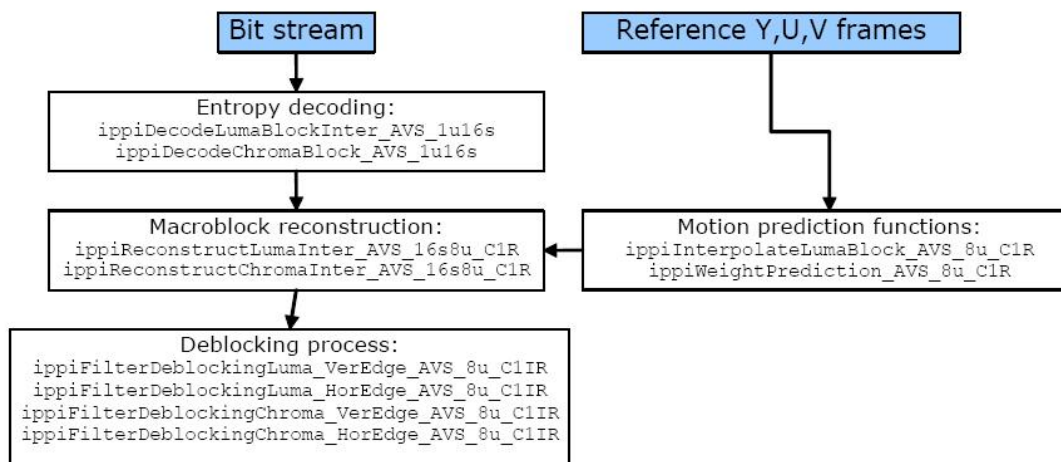 Bit stream
Reference Y,U,V frames
Entropy decoding:
ippiDecodeLumaBlockInter_AVS_1u16s
ippiDecodeChromaBlock_AVS_1u16s
Macroblock reconstruction:
ippiReconstructLumaInter_AVS_16s8u_C1R
ippiReconstructChromaInter_AVS_16s8u_C1R
Motion prediction functions:
ippiInterpolateLumaBlock_AVS_8u_C1R
ippiWeightPrediction_AVS_8u_C1R
Deblocking process:
ippiFilterDeblockingLuma_VerEdge_AVS_8u_C1IR
ippiFilterDeblockingLuma_HorEdge_AVS_8u_C1IR
ippiFilterDeblockingChroma_VerEdge_AVS_8u_C1IR
ippiFilterDeblockingChroma_HorEdge_AVS_8u_C1IR